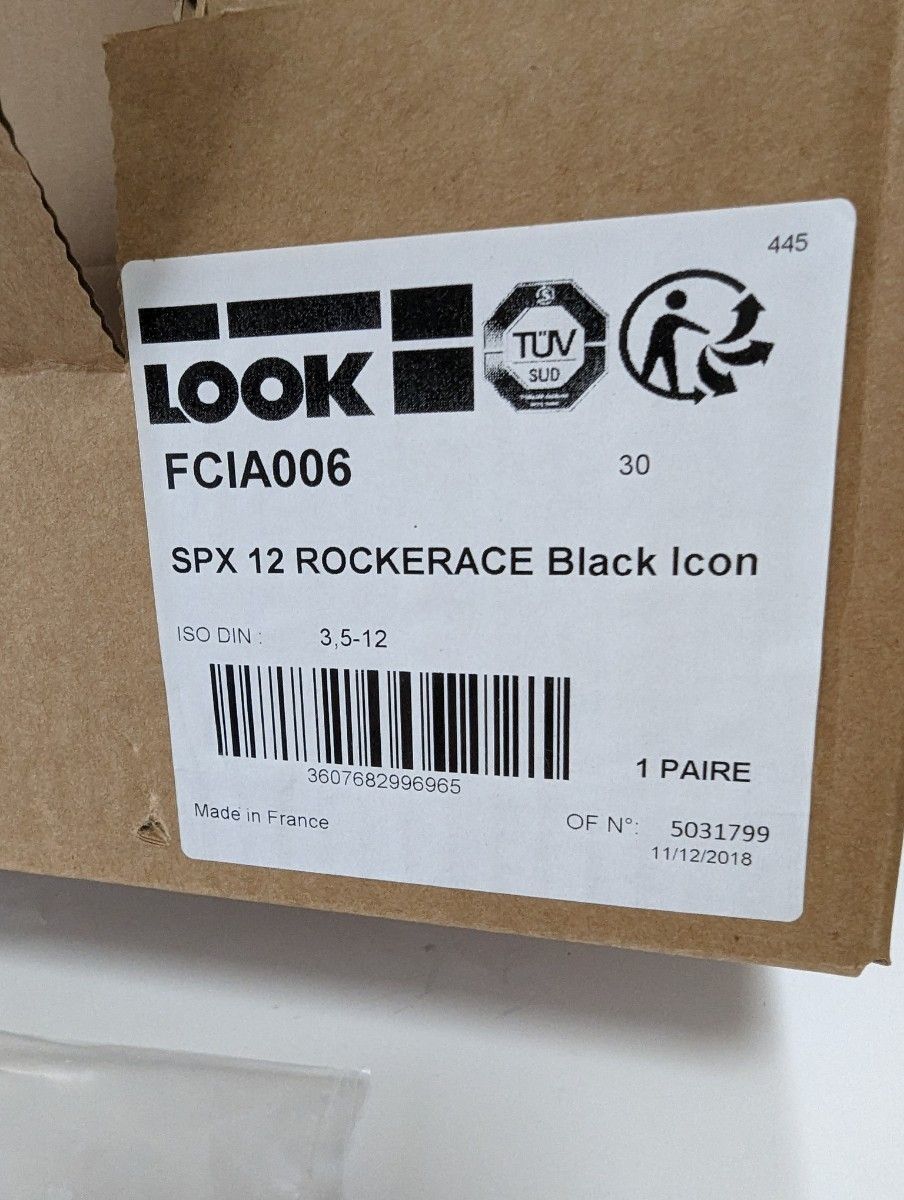 445
LOOK
TÜV
SUD
FCIA006
30
SPX 12 ROCKERACE Black Icon
ISO DIN : 3,5-12
3607682996965
1 PAIRE
Made in France
OF N°: 5031799
11/12/2018